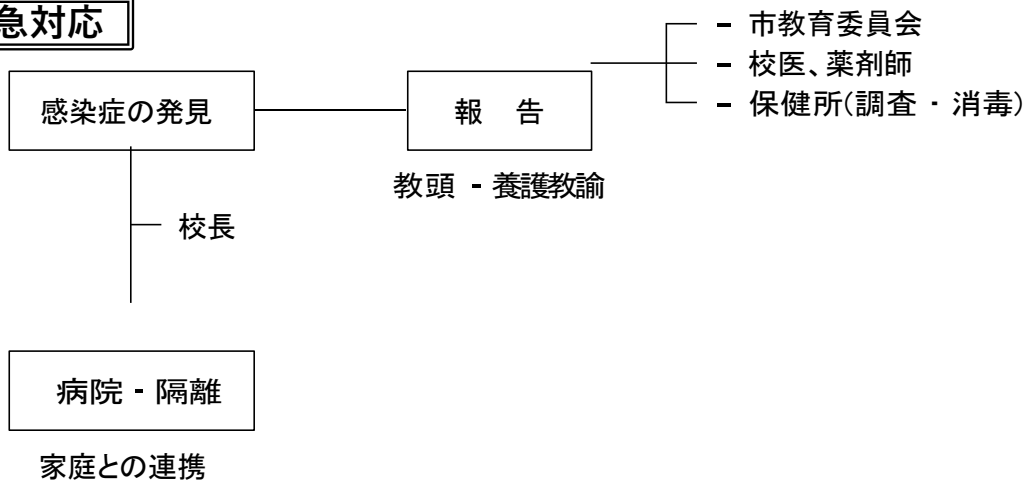 急対応
- 市教育委員会
- 校医、薬剤師
- 保健所(調査・消毒)
感染症の発見
報 告
教頭 - 養護教諭
校長
病院 - 隔離
家庭との連携